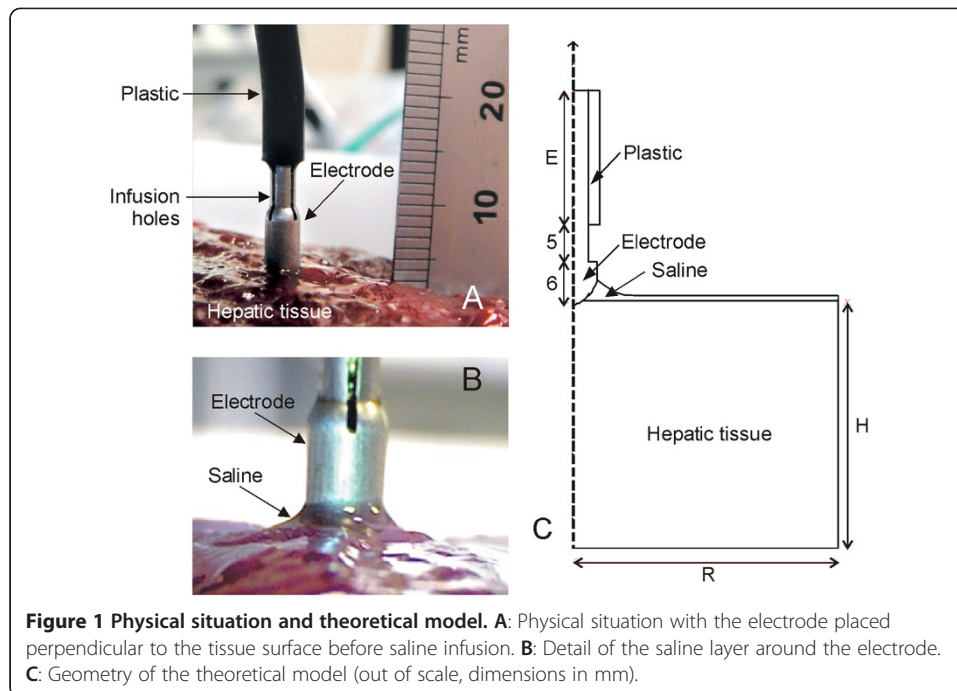 Plastic
Infusion
holes
Electrode
mm
20
10
Hepatic tissue
A
Electrode
Saline
B
E
Plastic
5
Electrode
6
Saline
Hepatic tissue
H
R
C
Figure 1 Physical situation and theoretical model. A: Physical situation with the electrode placed
perpendicular to the tissue surface before saline infusion. B: Detail of the saline layer around the electrode.
C: Geometry of the theoretical model (out of scale, dimensions in mm).